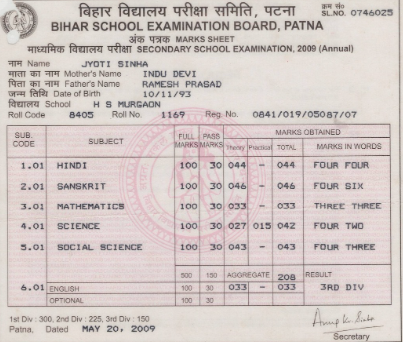 बिहार विद्यालय परीक्षा समिति, पटना
क्रम सं०
SL.NO. 0746025
BIHAR SCHOOL EXAMINATION BOARD, PATNA
अंक पत्रक MARKS SHEET
माध्यमिक विद्यालय परीक्षा SECONDARY SCHOOL EXAMINATION, 2009 (Annual)
नाम Name JYOTI SINHA
माता का नाम Mother's Name INDU DEVI
पिता का नाम Father's Name RAMESH PRASAD
जन्म तिथि Date of Birth 10/11/93
विद्यालय School H S MURGAON
Roll Code 8405 Roll No. 1169 Reg. No. 0841/019/05087/07
SUB. CODE SUBJECT FULL MARKS PASS MARKS MARKS OBTAINED
Theory Practical TOTAL MARKS IN WORDS
1.01 HINDI 100 30 044 - 044 FOUR FOUR
2.01 SANSKRIT 100 30 046 - 046 FOUR SIX
3.01 MATHEMATICS 100 30 033 - 033 THREE THREE
4.01 SCIENCE 100 30 027 015 042 FOUR TWO
5.01 SOCIAL SCIENCE 100 30 043 - 043 FOUR THREE
500 150 AGGREGATE 208 RESULT
6.01 ENGLISH 100 30 033 - 033 3RD DIV
OPTIONAL 100 30
1st Div : 300, 2nd Div : 225, 3rd Div : 150
Patna. Dated MAY 20, 2009
Secretary